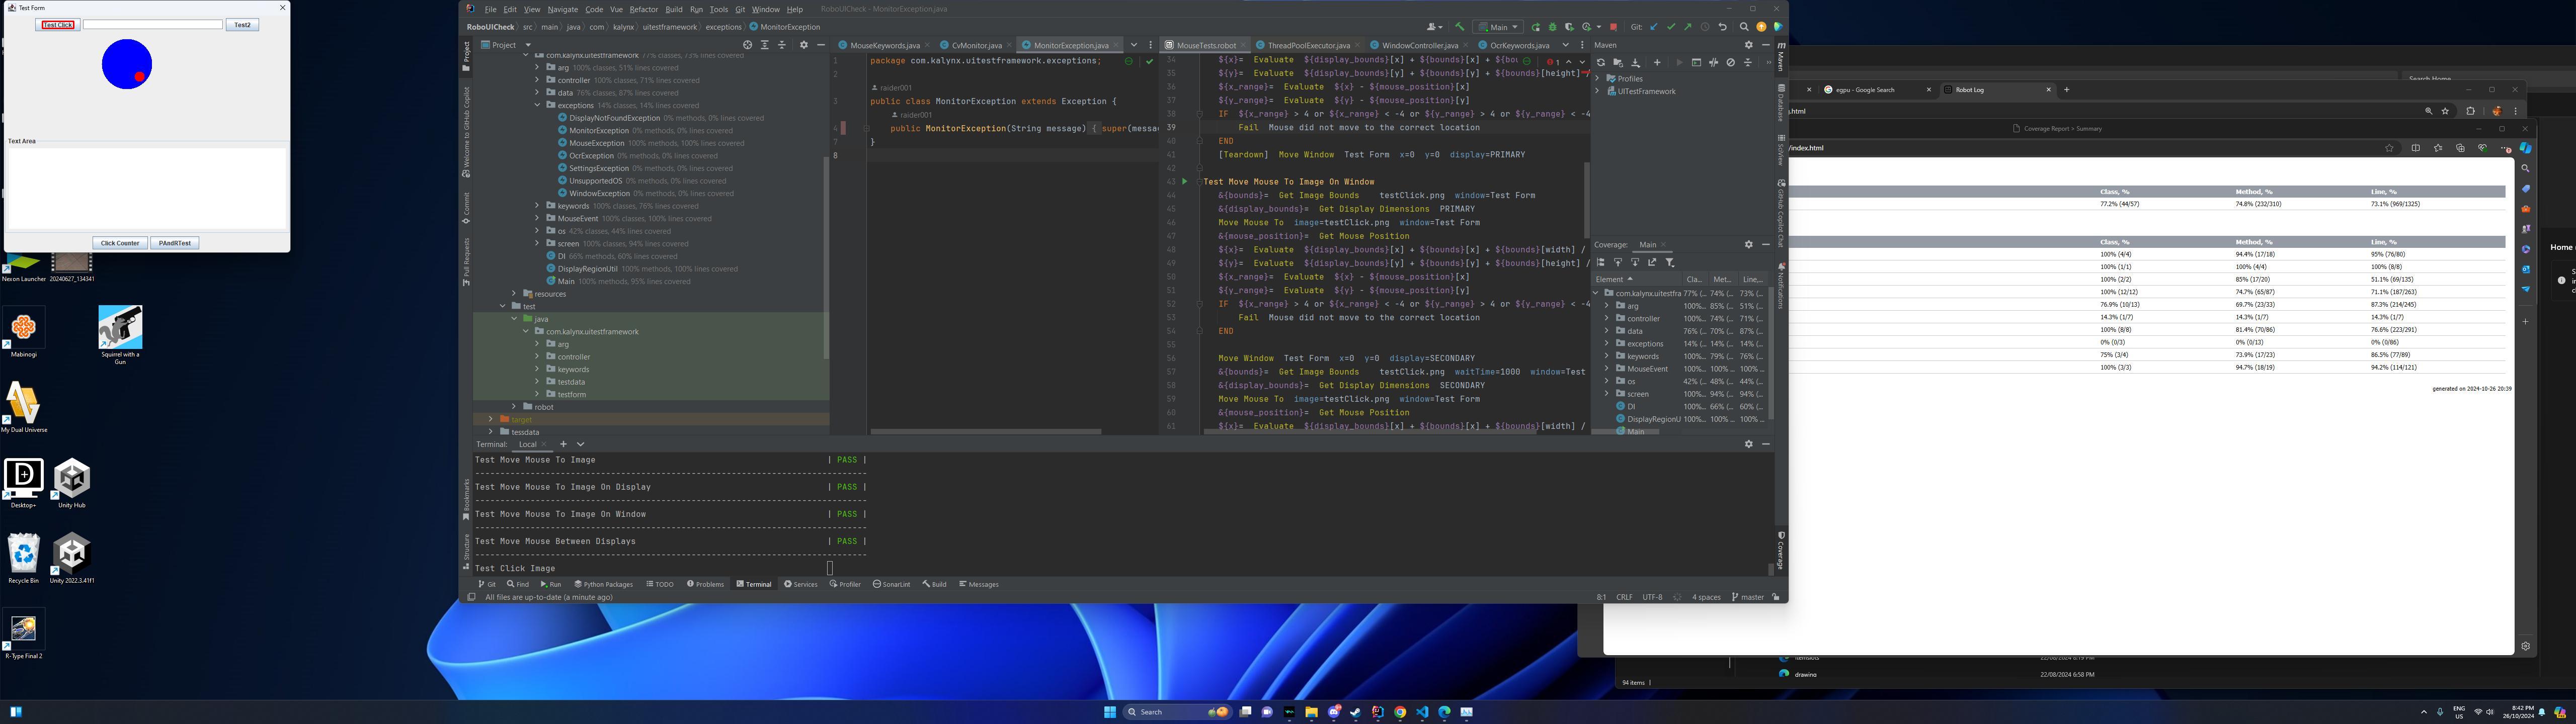 Test Form
Test Click
Test2
Text Area
Click Counter
PAndRTest
Nexon Launcher
20240627_134341
Mabinogi
Squirrel with a Gun
My Dual Universe
Desktop+
Unity Hub
Recycle Bin
Unity 2022.3.41f1
R-Type Final 2
File Edit View Navigate Code Vue Refactor Build Run Tools Git Window Help
RoboUICheck - MonitorException.java
RoboUICheck src main java com kalynx uitestframework exceptions MonitorException
Main
Git:
Project
com.kalynx.uitestframework 77% classes, 73% lines covered
arg 100% classes, 51% lines covered
controller 100% classes, 71% lines covered
data 76% classes, 87% lines covered
exceptions 14% classes, 14% lines covered
DisplayNotFoundException 0% methods, 0% lines covered
MonitorException 0% methods, 0% lines covered
MouseException 100% methods, 100% lines covered
OcrException 0% methods, 0% lines covered
SettingsException 0% methods, 0% lines covered
UnsupportedOS 0% methods, 0% lines covered
WindowException 0% methods, 0% lines covered
keywords 100% classes, 76% lines covered
MouseEvent 100% classes, 100% lines covered
os 42% classes, 44% lines covered
screen 100% classes, 94% lines covered
DI 66% methods, 60% lines covered
DisplayRegionUtil 100% methods, 100% lines covered
Main 100% methods, 95% lines covered
resources
test
java
com.kalynx.uitestframework
arg
controller
keywords
testdata
testform
robot
target
tessdata
Project
Welcome to GitHub Copilot
Commit
Pull Requests
Bookmarks
Structure
MouseKeywords.java CvMonitor.java MonitorException.java
1 package com.kalynx.uitestframework.exceptions;
2
raider001
3 public class MonitorException extends Exception {
raider001
4 public MonitorException(String message) { super(messa
7 }
8
MouseTests.robot ThreadPoolExecutor.java WindowController.java OcrKeywords.java
34 ${x}= Evaluate ${display_bounds}[x] + ${bounds}[x] + ${bou
35 ${y}= Evaluate ${display_bounds}[y] + ${bounds}[y] + ${bounds}[height] /
36 ${x_range}= Evaluate ${x} - ${mouse_position}[x]
37 ${y_range}= Evaluate ${y} - ${mouse_position}[y]
38 IF ${x_range} > 4 or ${x_range} < -4 or ${y_range} > 4 or ${y_range} < -4
39 Fail Mouse did not move to the correct location
40 END
41 [Teardown] Move Window Test Form x=0 y=0 display=PRIMARY
42
43 Test Move Mouse To Image On Window
44 &{bounds}= Get Image Bounds testClick.png window=Test Form
45 &{display_bounds}= Get Display Dimensions PRIMARY
46 Move Mouse To image=testClick.png window=Test Form
47 &{mouse_position}= Get Mouse Position
48 ${x}= Evaluate ${display_bounds}[x] + ${bounds}[x] + ${bounds}[width] /
49 ${y}= Evaluate ${display_bounds}[y] + ${bounds}[y] + ${bounds}[height] /
50 ${x_range}= Evaluate ${x} - ${mouse_position}[x]
51 ${y_range}= Evaluate ${y} - ${mouse_position}[y]
52 IF ${x_range} > 4 or ${x_range} < -4 or ${y_range} > 4 or ${y_range} < -4
53 Fail Mouse did not move to the correct location
54 END
55
56 Move Window Test Form x=0 y=0 display=SECONDARY
57 &{bounds}= Get Image Bounds testClick.png waitTime=1000 window=Test
58 &{display_bounds}= Get Display Dimensions SECONDARY
59 Move Mouse To image=testClick.png window=Test Form
60 &{mouse_position}= Get Mouse Position
61 ${x}= Evaluate ${display_bounds}[x] + ${bounds}[x] + ${bounds}[width] /
Maven
Profiles
UITestFramework
Coverage: Main
Element Cla... Met... Line,...
com.kalynx.uitestfra 77% (... 74% (... 73% (...
arg 100%... 85% (... 51% (...
controller 100%... 74% (... 71% (...
data 76% (... 70% (... 87% (...
exceptions 14% (... 14% (... 14% (...
keywords 100%... 79% (... 76% (...
MouseEvent 100%... 100% ... 100% ...
os 42% (... 48% (... 44% (...
screen 100%... 94% (... 94% (...
DI 100%... 66% (... 60% (...
DisplayRegionU 100%... 100% ... 100% ...
Main
Maven
Database
SciView
GitHub Copilot Chat
Notifications
Coverage
Terminal: Local
Test Move Mouse To Image | PASS |
Test Move Mouse To Image On Display | PASS |
Test Move Mouse To Image On Window | PASS |
Test Move Mouse Between Displays | PASS |
Test Click Image
Git Find Run Python Packages TODO Problems Terminal Services Profiler SonarLint Build Messages
All files are up-to-date (a minute ago)
8:1 CRLF UTF-8 4 spaces master
egpu - Google Search
Robot Log
Search Home
.html
Coverage Report > Summary
/index.html
Class, % Method, % Line, %
77.2% (44/57) 74.8% (232/310) 73.1% (969/1325)
Class, % Method, % Line, %
100% (4/4) 94.4% (17/18) 95% (76/80)
100% (1/1) 100% (4/4) 100% (8/8)
100% (2/2) 85% (17/20) 51.1% (69/135)
100% (12/12) 74.7% (65/87) 71.1% (187/263)
76.9% (10/13) 69.7% (23/33) 87.3% (214/245)
14.3% (1/7) 14.3% (1/7) 14.3% (1/7)
100% (8/8) 81.4% (70/86) 76.6% (223/291)
0% (0/3) 0% (0/13) 0% (0/86)
75% (3/4) 73.9% (17/23) 86.5% (77/89)
100% (3/3) 94.7% (18/19) 94.2% (114/121)
generated on 2024-10-26 20:39
Home
drawing
22/08/2024 6:58 PM
94 items
Search
ENG
US
8:42 PM
26/10/2024